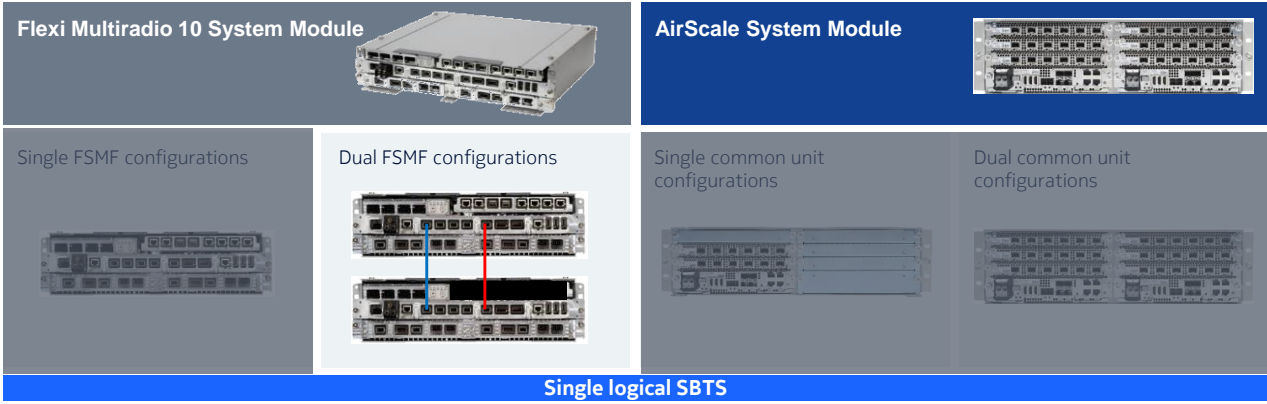 Flexi Multiradio 10 System Module
AirScale System Module
Single FSMF configurations
Dual FSMF configurations
Single common unit
configurations
Dual common unit
configurations
Single logical SBTS